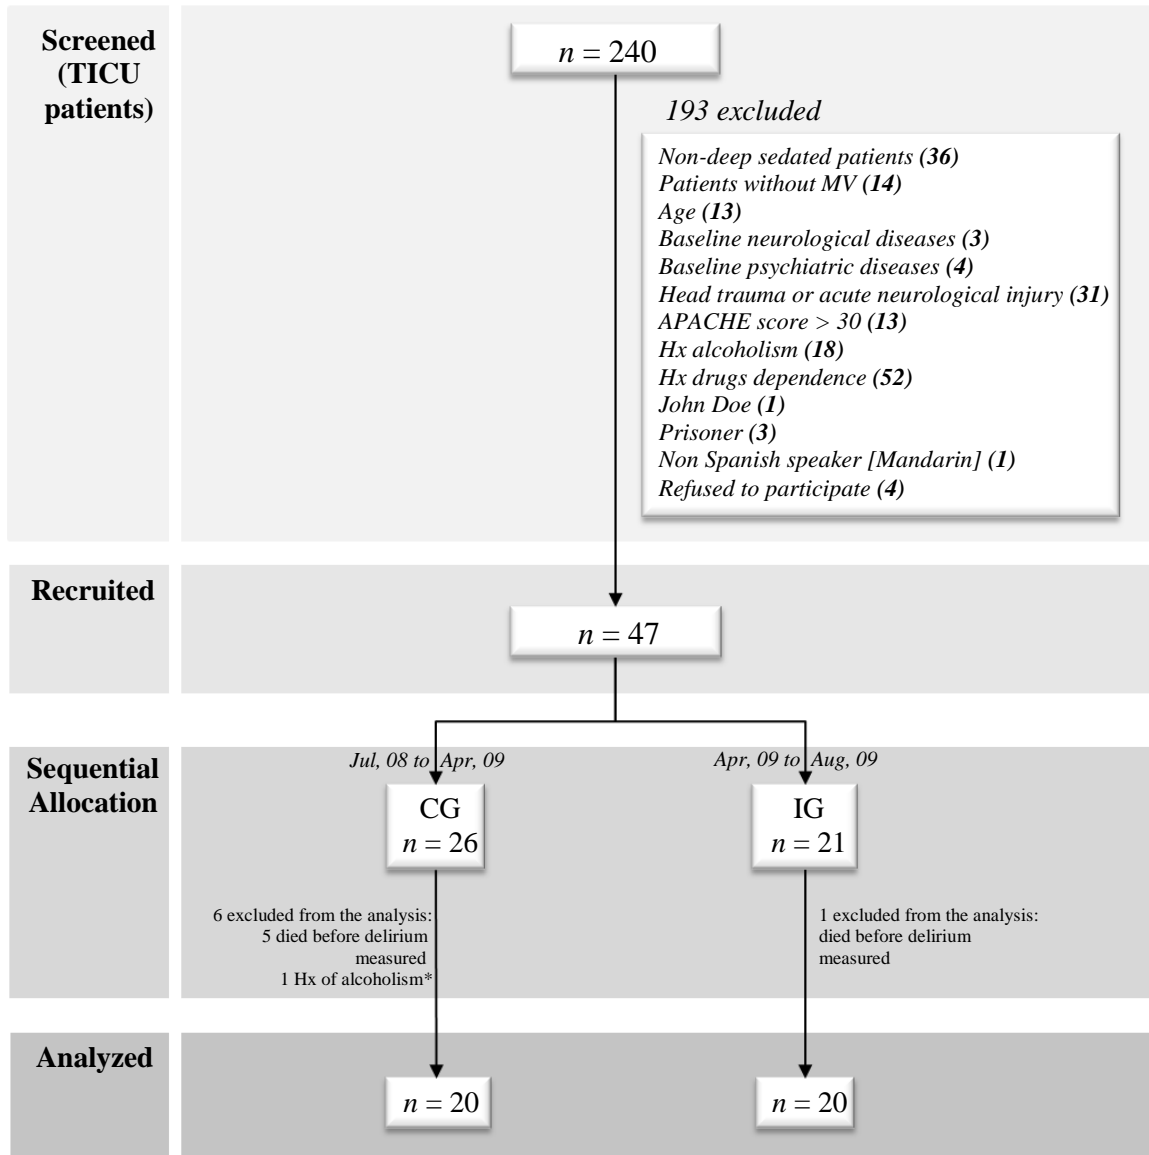 Screened
(TICU
patients)
n = 240
193 excluded
Non-deep sedated patients (36)
Patients without MV (14)
Age (13)
Baseline neurological diseases (3)
Baseline psychiatric diseases (4)
Head trauma or acute neurological injury (31)
APACHE score > 30 (13)
Hx alcoholism (18)
Hx drugs dependence (52)
John Doe (1)
Prisoner (3)
Non Spanish speaker [Mandarin] (1)
Refused to participate (4)
Recruited
n = 47
Sequential
Allocation
Jul, 08 to Apr, 09
CG
n = 26
Apr, 09 to Aug, 09
IG
n = 21
6 excluded from the analysis:
5 died before delirium
measured
1 Hx of alcoholism*
1 excluded from the analysis:
died before delirium
measured
Analyzed
n = 20
n = 20